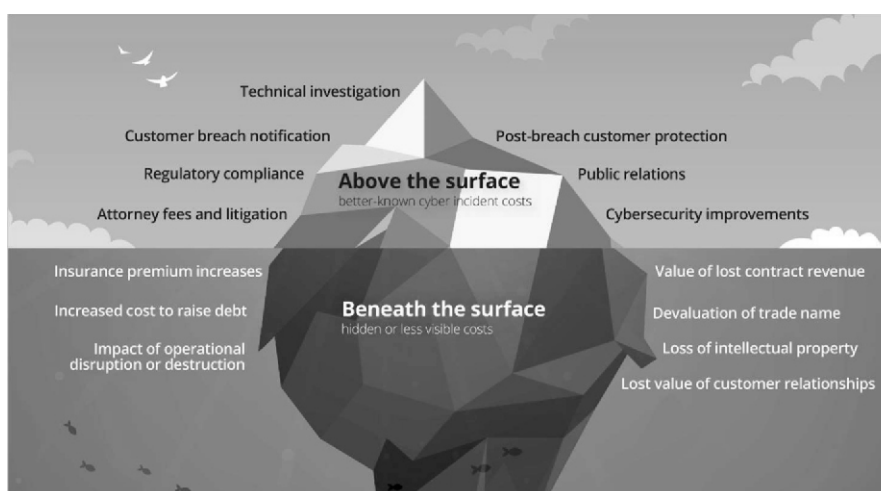 Technical investigation
Customer breach notification
Post-breach customer protection
Regulatory compliance
Public relations
Above the surface
better-known cyber incident costs
Attorney fees and litigation
Cybersecurity improvements
Insurance premium increases
Value of lost contract revenue
Increased cost to raise debt
Beneath the surface
hidden or less visible costs
Devaluation of trade name
Impact of operational
disruption or destruction
Loss of intellectual property
Lost value of customer relationships